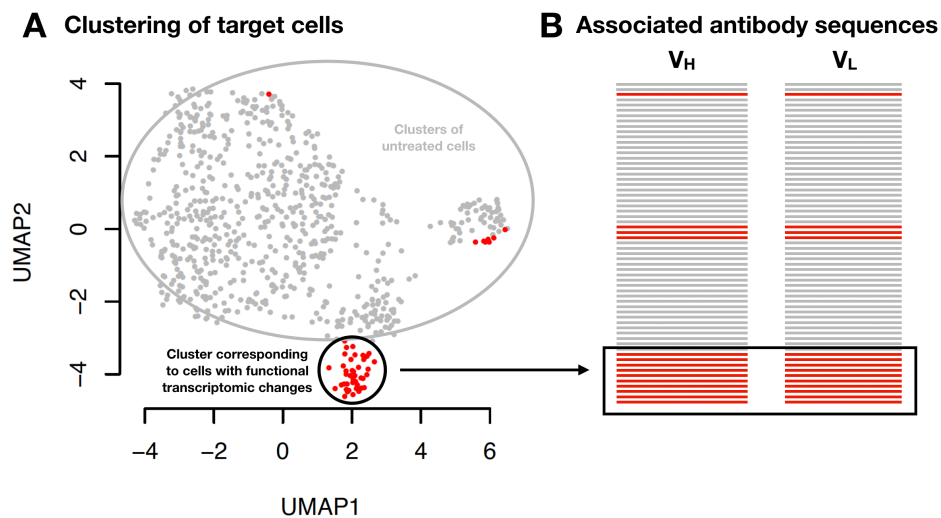 A Clustering of target cells
B Associated antibody sequences
VH
VL
Clusters of
untreated cells
4
2
0
−2
−4
UMAP2
Cluster corresponding
to cells with functional
transcriptomic changes
−4
−2
0
2
4
6
UMAP1